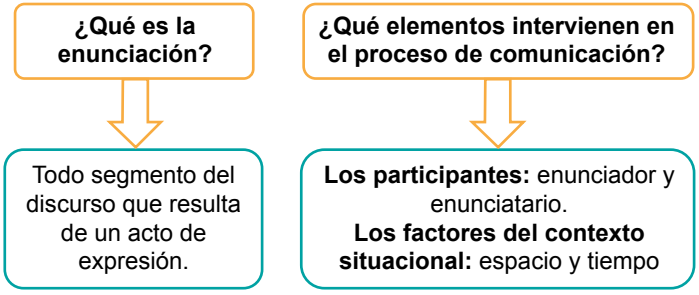 ¿Qué es la
enunciación?
Todo segmento del
discurso que resulta
de un acto de
expresión.
¿Qué elementos intervienen en
el proceso de comunicación?
Los participantes: enunciador y
enunciatario.
Los factores del contexto
situacional: espacio y tiempo